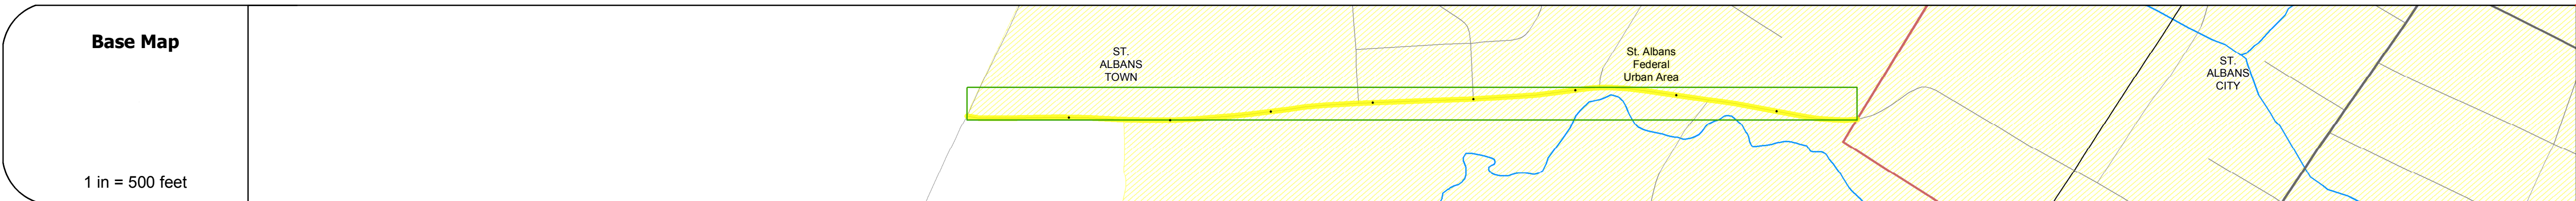 Base Map
1 in = 500 feet
ST.
ALBANS
TOWN
St. Albans
Federal
Urban Area
ST.
ALBANS
CITY